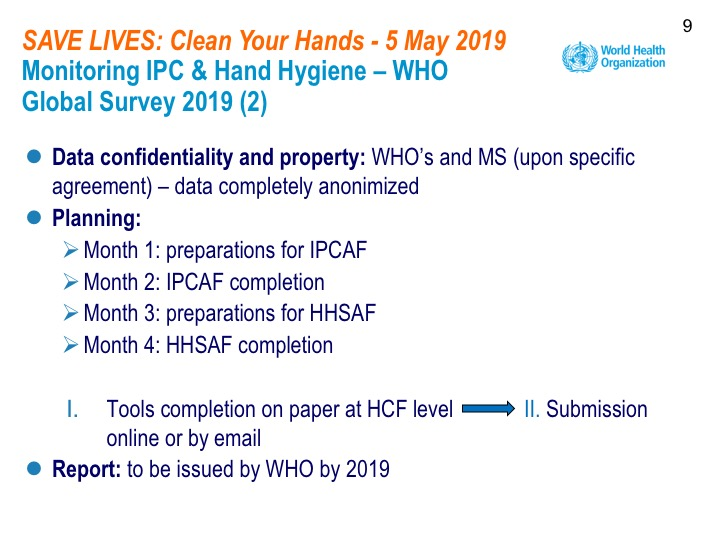 9
SAVE LIVES: Clean Your Hands - 5 May 2019
Monitoring IPC & Hand Hygiene – WHO
Global Survey 2019 (2)
World Health
Organization
Data confidentiality and property: WHO's and MS (upon specific
agreement) – data completely anonimized
Planning:
Month 1: preparations for IPCAF
Month 2: IPCAF completion
Month 3: preparations for HHSAF
Month 4: HHSAF completion
I. Tools completion on paper at HCF level II. Submission
online or by email
Report: to be issued by WHO by 2019